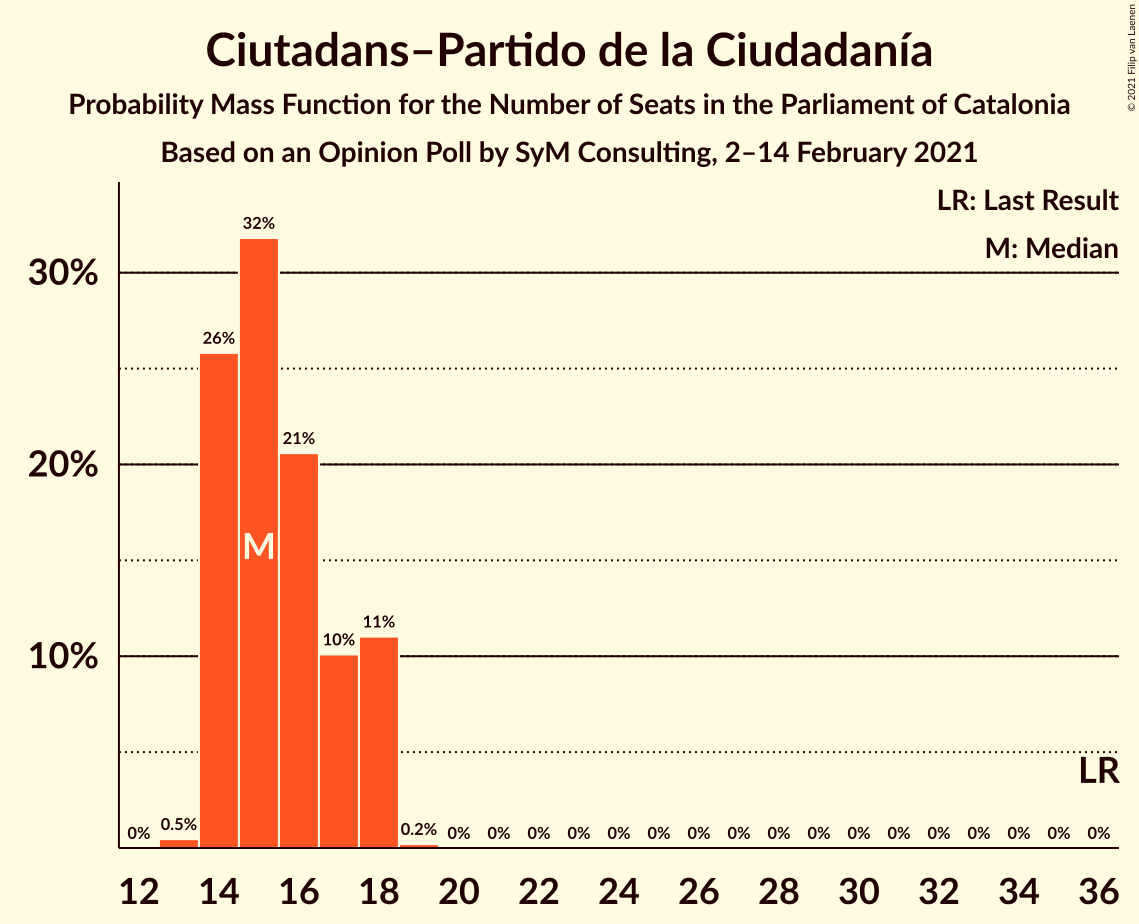 Ciutadans–Partido de la Ciudadanía
Probability Mass Function for the Number of Seats in the Parliament of Catalonia
Based on an Opinion Poll by SyM Consulting, 2–14 February 2021
© 2021 Filip van Laenen
LR: Last Result
M: Median
30%
20%
10%
0% 0.5% 26% 32% 21% 10% 11% 0.2% 0% 0% 0% 0% 0% 0% 0% 0% 0% 0% 0% 0% 0% 0% 0% 0% 0%
M
LR
12 14 16 18 20 22 24 26 28 30 32 34 36